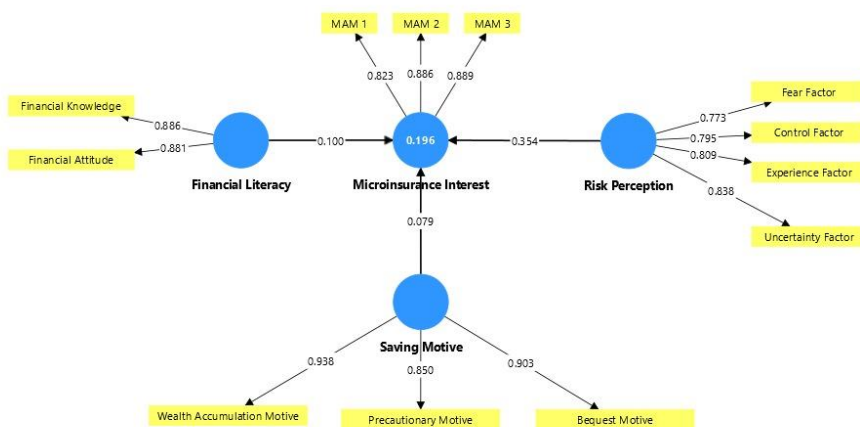 MAM 1
MAM 2
MAM 3
0.823
0.886
0.889
Financial Knowledge
0.886
Financial Attitude
0.881
Financial Literacy
0.100
0.196
Microinsurance Interest
0.354
Risk Perception
Fear Factor
0.773
Control Factor
0.795
Experience Factor
0.809
Uncertainty Factor
0.838
0.079
Saving Motive
0.938
0.850
0.903
Wealth Accumulation Motive
Precautionary Motive
Bequest Motive